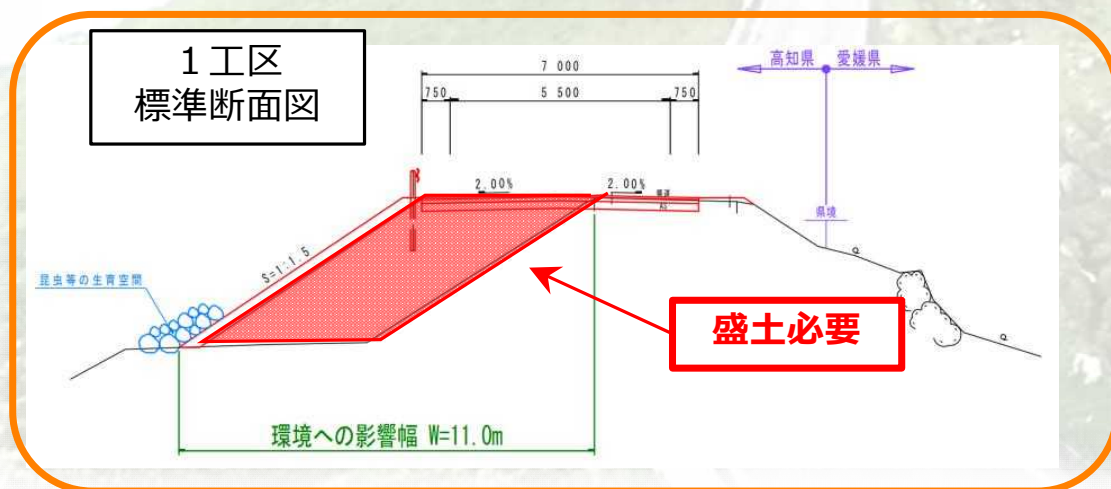 1工区
標準断面図
7 000
750
5 500
750
高知県
愛媛県
2.00%
2.00%
県境
S=1:1.5
昆虫等の生育空間
盛土必要
環境への影響幅 W=11.0m